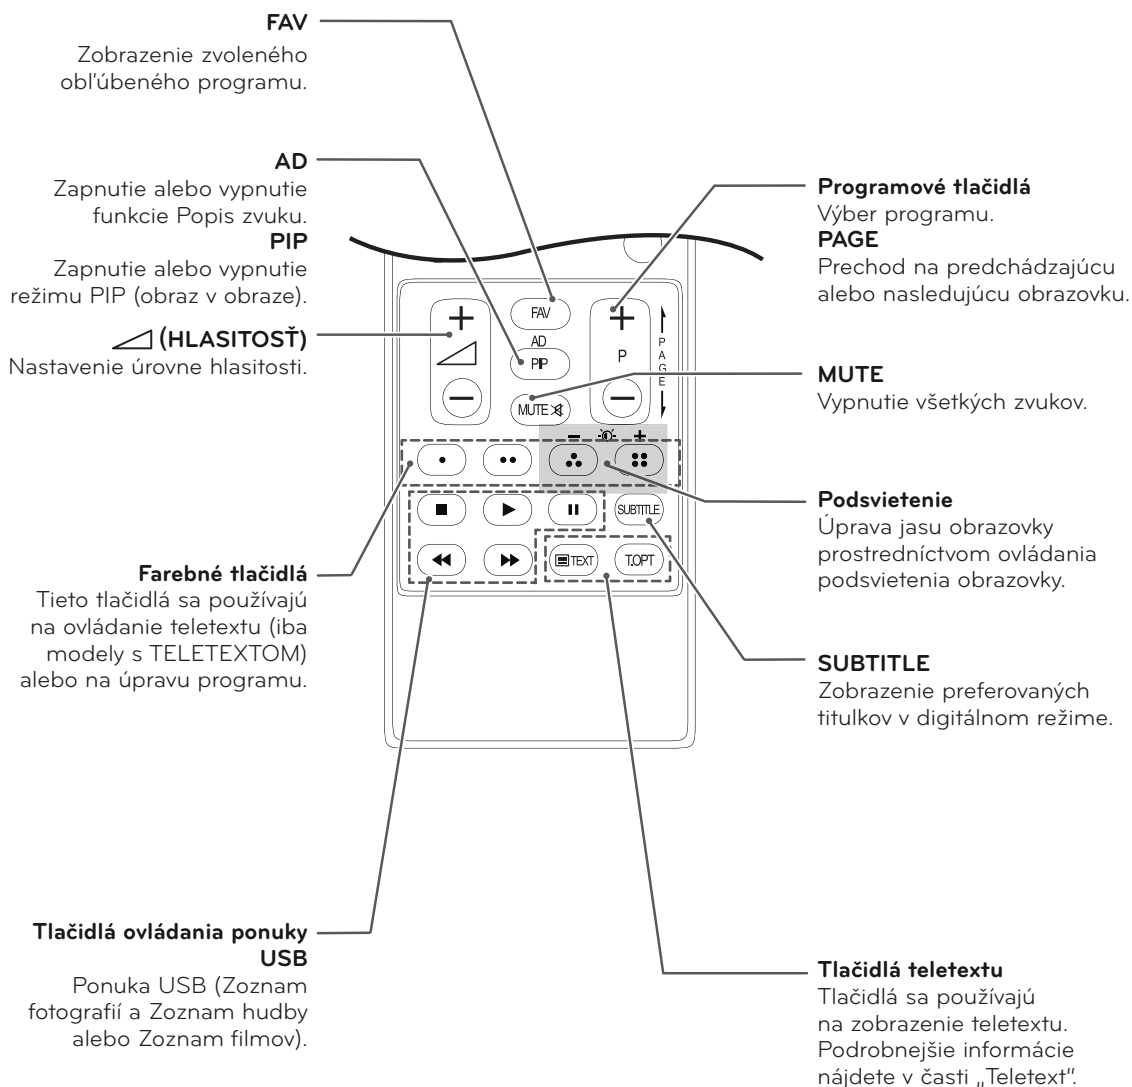 FAV
Zobrazenie zvoleného
obľúbeného programu.
AD
Zapnutie alebo vypnutie
funkcie Popis zvuku.
PIP
Zapnutie alebo vypnutie
režimu PIP (obraz v obraze).
(HLASITOSŤ)
Nastavenie úrovne hlasitosti.
Farebné tlačidlá
Tieto tlačidlá sa používajú
na ovládanie teletextu (iba
modely s TELETEXTOM)
alebo na úpravu programu.
Tlačidlá ovládania ponuky
USB
Ponuka USB (Zoznam
fotografií a Zoznam hudby
alebo Zoznam filmov).
FAV
AD
PIP
MUTE
P
PAGE
SUBTITLE
TEXT
T.OPT
Programové tlačidlá
Výber programu.
PAGE
Prechod na predchádzajúcu
alebo nasledujúcu obrazovku.
MUTE
Vypnutie všetkých zvukov.
Podsvietenie
Úprava jasu obrazovky
prostredníctvom ovládania
podsvietenia obrazovky.
SUBTITLE
Zobrazenie preferovaných
titulkov v digitálnom režime.
Tlačidlá teletextu
Tlačidlá sa používajú
na zobrazenie teletextu.
Podrobnejšie informácie
nájdete v časti „Teletext“.